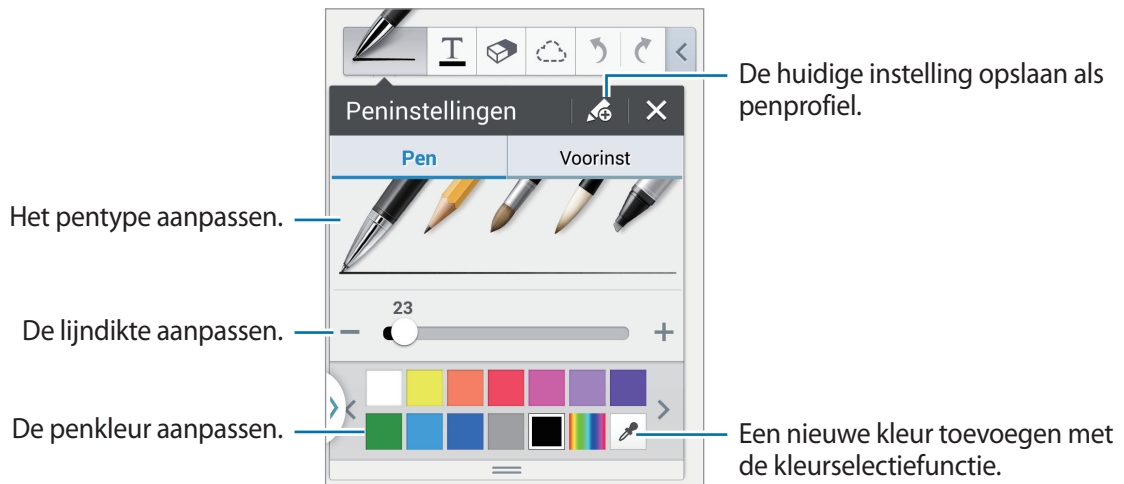 T
De huidige instelling opslaan als
penprofiel.
Peninstellingen
Pen
Voorinst
Het pentype aanpassen.
23
De lijndikte aanpassen.
De penkleur aanpassen.
Een nieuwe kleur toevoegen met
de kleurselectiefunctie.